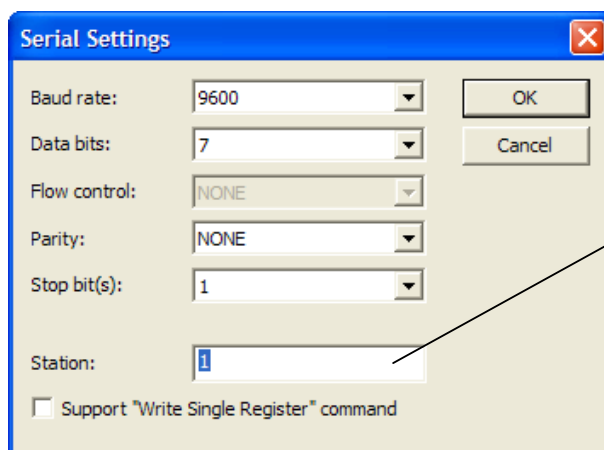 Serial Settings
Baud rate: 9600 OK
Data bits: 7 Cancel
Flow control: NONE
Parity: NONE
Stop bit(s): 1
Station: 1
Support "Write Single Register" command